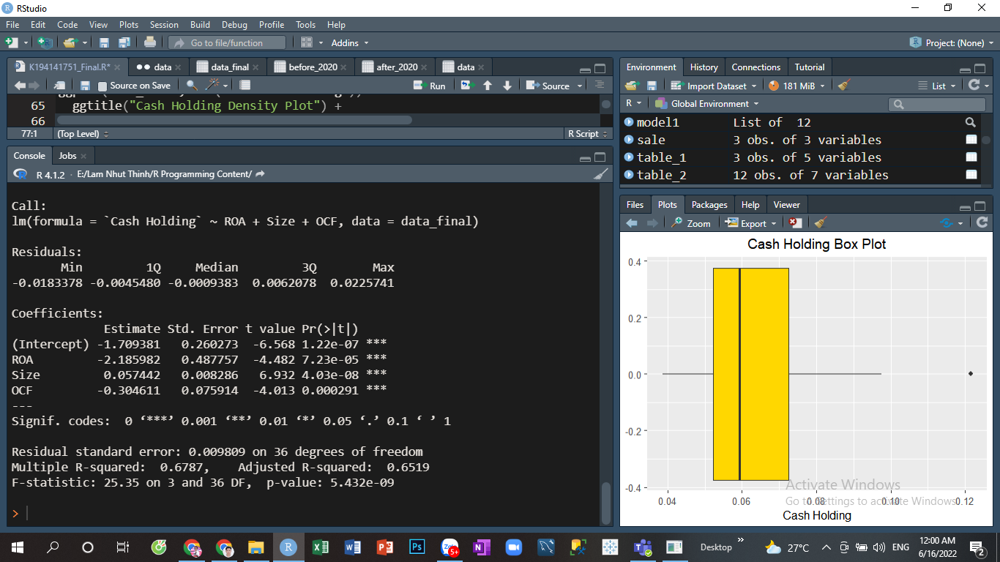 RStudio
File Edit Code View Plots Session Build Debug Profile Tools Help
Go to file/function Addins Project: (None)
K194141751_Final.R* data data_final before_2020 after_2020 data
Source on Save Run Source
65 ggtitle("Cash Holding Density Plot") +
66
77:1 (Top Level) R Script
Console Jobs
R 4.1.2 · E:/Lam Nhut Thinh/R Programming Content/
Call:
lm(formula = `Cash Holding` ~ ROA + Size + OCF, data = data_final)
Residuals:
Min 1Q Median 3Q Max
-0.0183378 -0.0045480 -0.0009383 0.0062078 0.0225741
Coefficients:
Estimate Std. Error t value Pr(>|t|)
(Intercept) -1.709381 0.260273 -6.568 1.22e-07 ***
ROA -2.185982 0.487757 -4.482 7.23e-05 ***
Size 0.057442 0.008286 6.932 4.03e-08 ***
OCF -0.304611 0.075914 -4.013 0.000291 ***
---
Signif. codes: 0 ‘***’ 0.001 ‘**’ 0.01 ‘*’ 0.05 ‘.’ 0.1 ‘ ’ 1
Residual standard error: 0.009809 on 36 degrees of freedom
Multiple R-squared: 0.6787, Adjusted R-squared: 0.6519
F-statistic: 25.35 on 3 and 36 DF, p-value: 5.432e-09
>
Environment History Connections Tutorial
Import Dataset 181 MiB List
R Global Environment
model1 List of 12
sale 3 obs. of 3 variables
table_1 3 obs. of 5 variables
table_2 12 obs. of 7 variables
Files Plots Packages Help Viewer
Zoom Export
Cash Holding Box Plot
0.4
0.2
0.0
-0.2
-0.4
0.04 0.06 0.08 0.10 0.12
Cash Holding
Activate Windows
Go to Settings to activate Windows.
Desktop 27°C ENG 12:00 AM
6/16/2022
5+
2